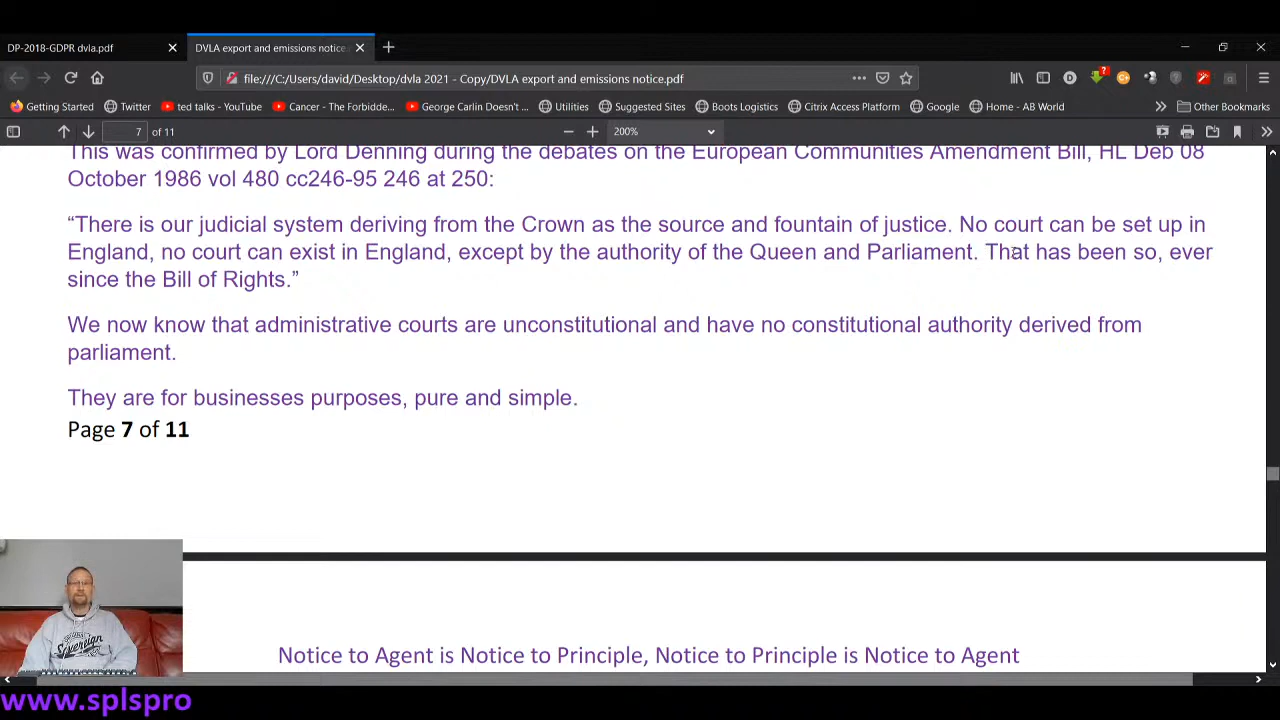 DP-2018-GDPR dvla.pdf
DVLA export and emissions notice.
file:///C:/Users/david/Desktop/dvla 2021 - Copy/DVLA export and emissions notice.pdf
Getting Started Twitter ted talks - YouTube Cancer - The Forbidde... George Carlin Doesn't ... Utilities Suggested Sites Boots Logistics Citrix Access Platform Google Home - AB World Other Bookmarks
7 of 11 200%
This was confirmed by Lord Denning during the debates on the European Communities Amendment Bill, HL Deb 08
October 1986 vol 480 cc246-95 246 at 250:
“There is our judicial system deriving from the Crown as the source and fountain of justice. No court can be set up in
England, no court can exist in England, except by the authority of the Queen and Parliament. That has been so, ever
since the Bill of Rights.”
We now know that administrative courts are unconstitutional and have no constitutional authority derived from
parliament.
They are for businesses purposes, pure and simple.
Page 7 of 11
Notice to Agent is Notice to Principle, Notice to Principle is Notice to Agent
Sovereign
www.splspro